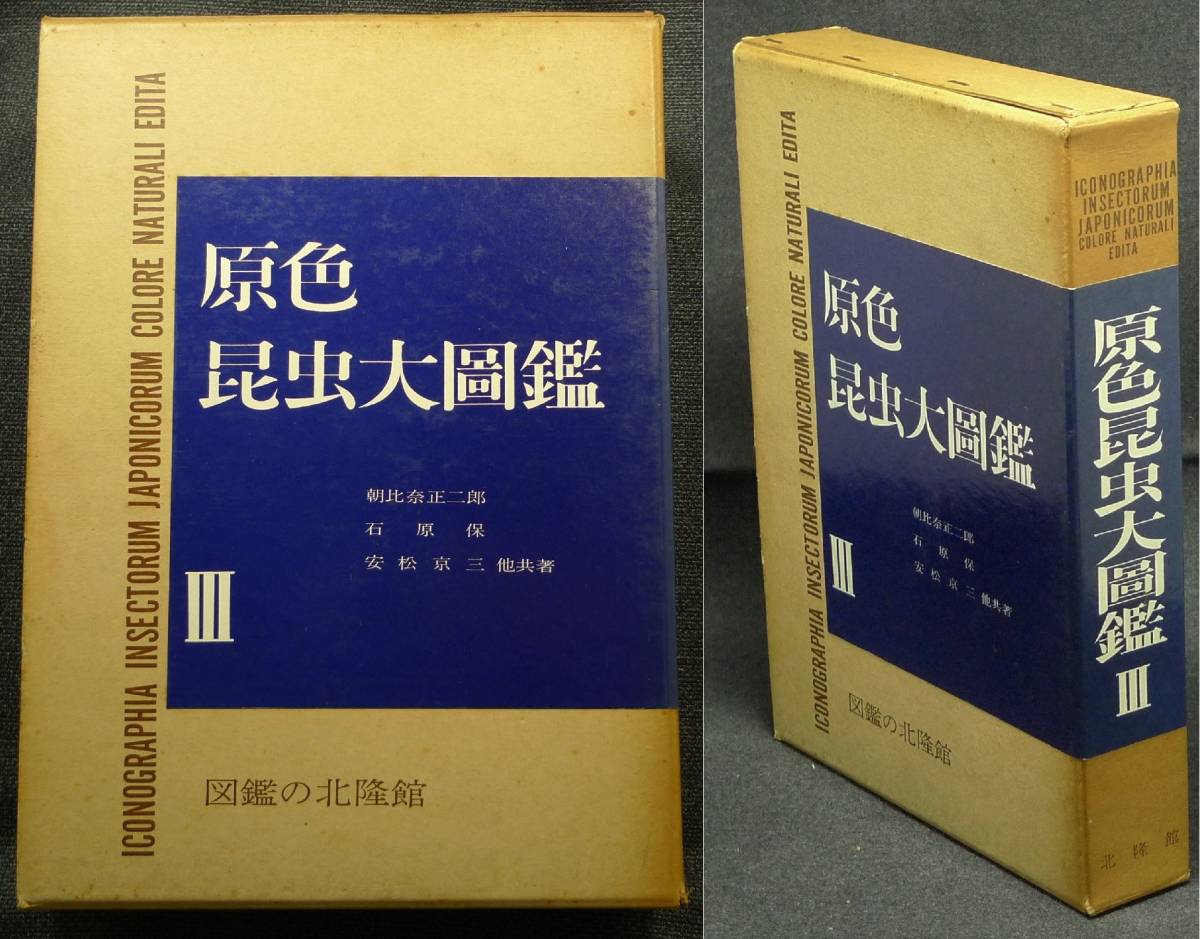 ICONOGRAPHIA INSECTORUM JAPONICORUM COLORE NATURALI EDITA
原色
昆虫大圖鑑
朝比奈正二郎
石原保
安松京三 他共著
III
図鑑の北隆館
ICONOGRAPHIA INSECTORUM JAPONICORUM COLORE NATURALI EDITA
原色
昆虫大圖鑑
朝比奈正二郎
石原保
安松京三 他共著
III
図鑑の北隆館
ICONOGRAPHIA
INSECTORUM
JAPONICORUM
COLORE NATURALI
EDITA
原色昆虫大圖鑑 III
北隆館